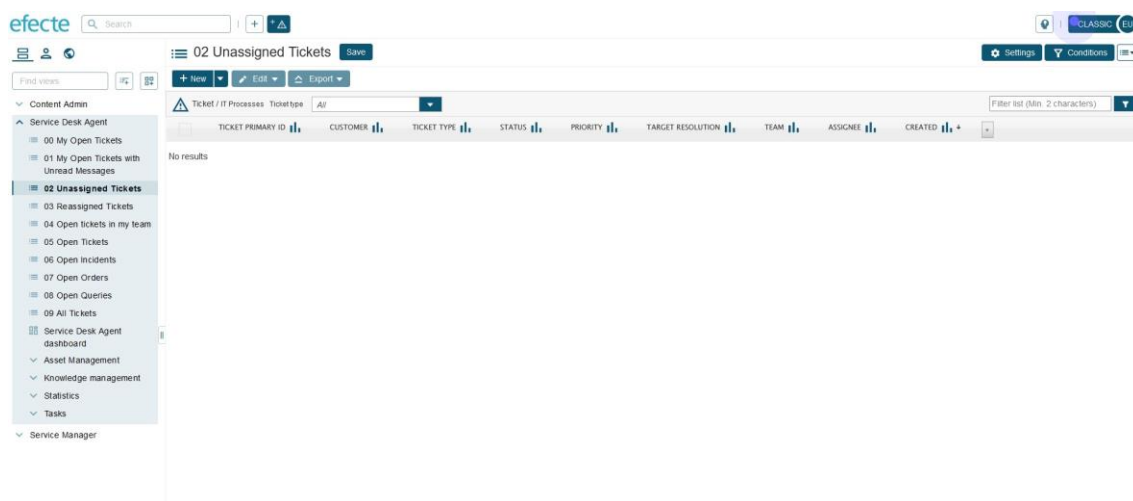 efecte
Search
CLASSIC
EU
02 Unassigned Tickets
Save
Settings
Conditions
Find views
New
Edit
Export
Content Admin
Ticket / IT Processes Ticket type
All
Filter list (Min. 2 characters)
Service Desk Agent
TICKET PRIMARY ID CUSTOMER TICKET TYPE STATUS PRIORITY TARGET RESOLUTION TEAM ASSIGNEE CREATED
No results
00 My Open Tickets
01 My Open Tickets with
Unread Messages
02 Unassigned Tickets
03 Reassigned Tickets
04 Open tickets in my team
05 Open Tickets
06 Open Incidents
07 Open Orders
08 Open Queries
09 All Tickets
Service Desk Agent
dashboard
Asset Management
Knowledge management
Statistics
Tasks
Service Manager